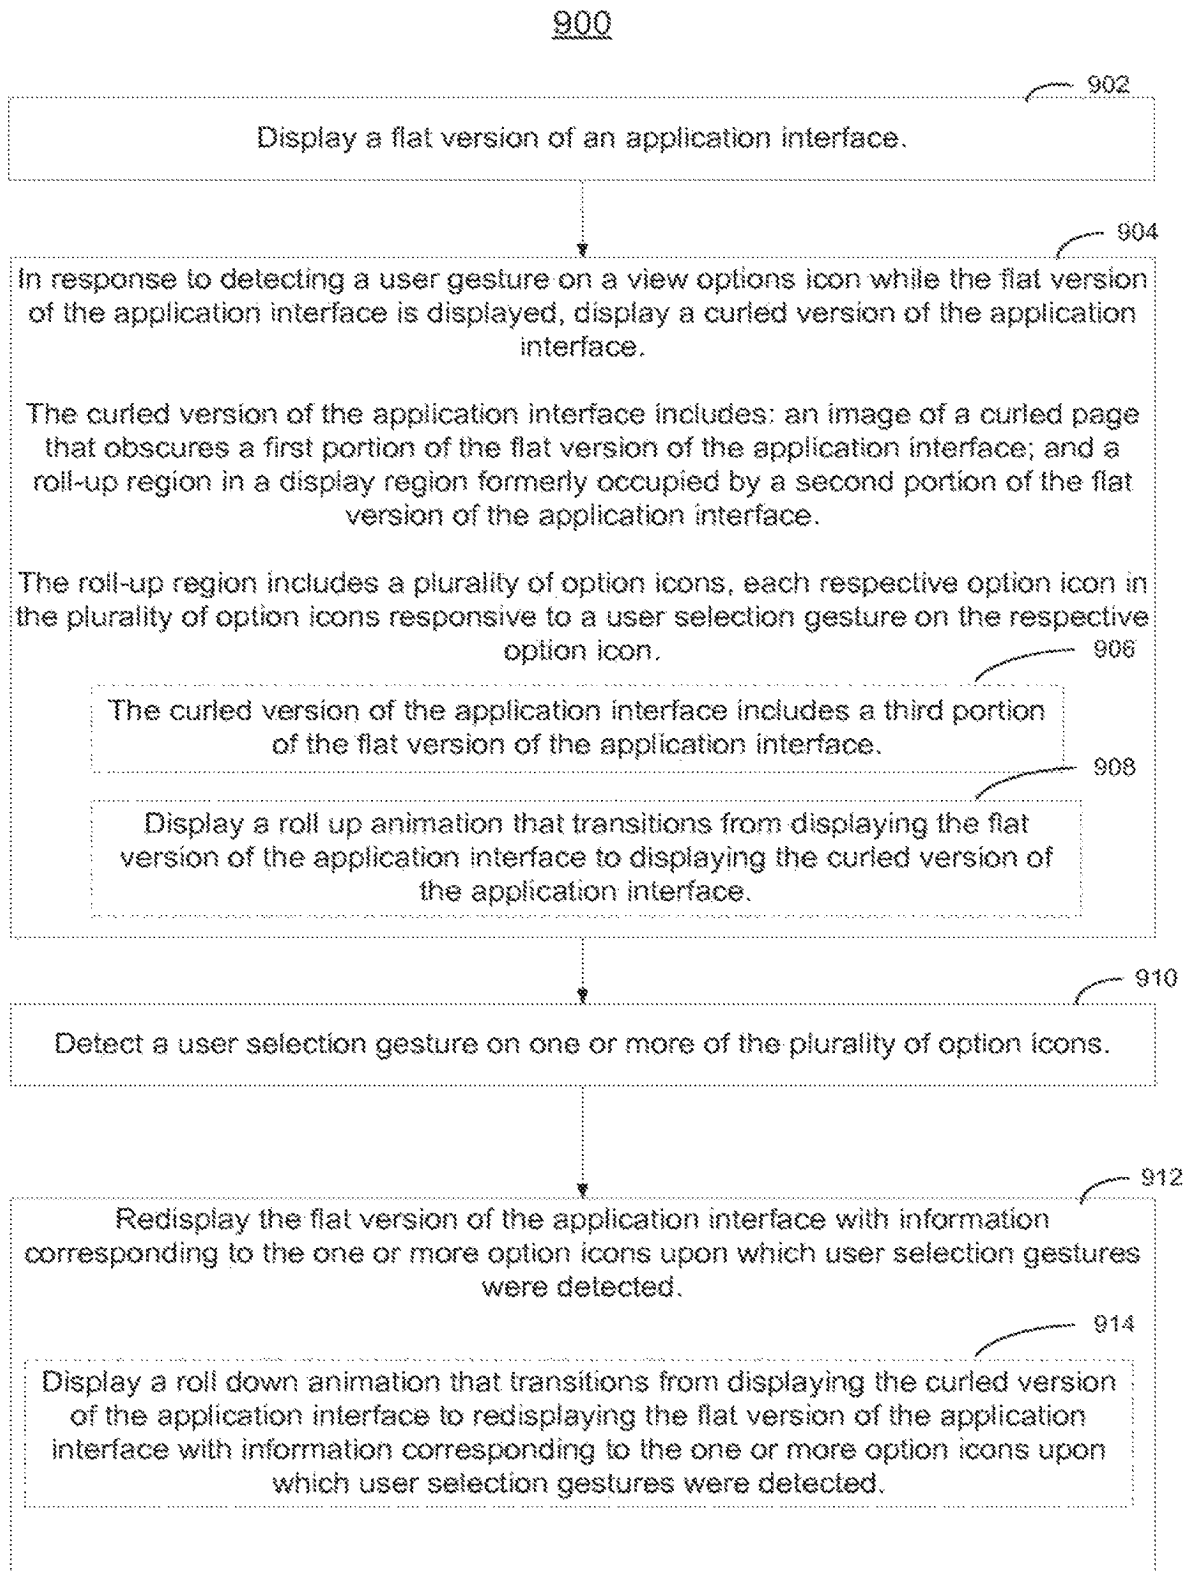 900
902
Display a flat version of an application interface.
904
In response to detecting a user gesture on a view options icon while the flat version
of the application interface is displayed, display a curled version of the application
interface.
The curled version of the application interface includes: an image of a curled page
that obscures a first portion of the flat version of the application interface; and a
roll-up region in a display region formerly occupied by a second portion of the flat
version of the application interface.
The roll-up region includes a plurality of option icons, each respective option icon in
the plurality of option icons responsive to a user selection gesture on the respective
option icon.
906
The curled version of the application interface includes a third portion
of the flat version of the application interface.
908
Display a roll up animation that transitions from displaying the flat
version of the application interface to displaying the curled version of
the application interface.
910
Detect a user selection gesture on one or more of the plurality of option icons.
912
Redisplay the flat version of the application interface with information
corresponding to the one or more option icons upon which user selection gestures
were detected.
914
Display a roll down animation that transitions from displaying the curled version
of the application interface to redisplaying the flat version of the application
interface with information corresponding to the one or more option icons upon
which user selection gestures were detected.